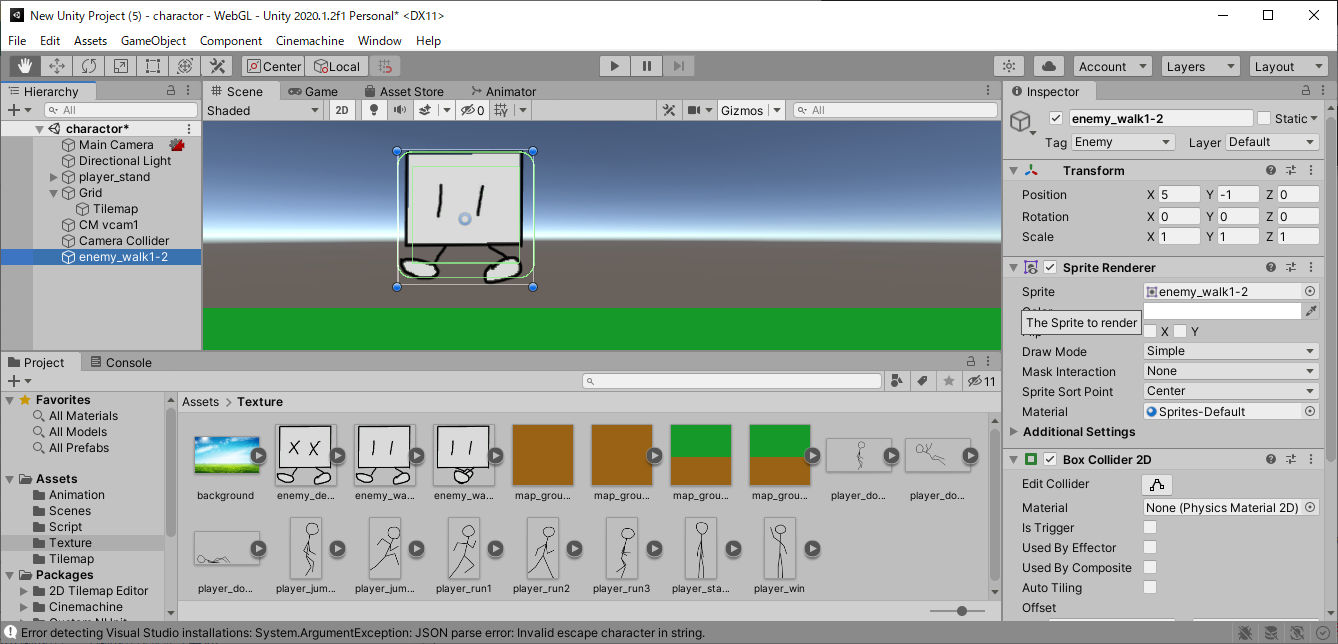 New Unity Project (5) - charactor - WebGL - Unity 2020.1.2f1 Personal* <DX11>
File Edit Assets GameObject Component Cinemachine Window Help
Center Local Account Layers Layout
Hierarchy
All
charactor*
Main Camera
Directional Light
player_stand
Grid
Tilemap
CM vcam1
Camera Collider
enemy_walk1-2
Scene Game Asset Store Animator
Shaded 2D 0 Gizmos All
Inspector
enemy_walk1-2 Static
Tag Enemy Layer Default
Transform
Position X 5 Y -1 Z 0
Rotation X 0 Y 0 Z 0
Scale X 1 Y 1 Z 1
Sprite Renderer
Sprite enemy_walk1-2
The Sprite to render
X Y
Draw Mode Simple
Mask Interaction None
Sprite Sort Point Center
Material Sprites-Default
Additional Settings
Box Collider 2D
Edit Collider
Material None (Physics Material 2D)
Is Trigger
Used By Effector
Used By Composite
Auto Tiling
Offset
Project Console
11
Favorites
All Materials
All Models
All Prefabs
Assets
Animation
Scenes
Script
Texture
Tilemap
Packages
2D Tilemap Editor
Cinemachine
Assets > Texture
background enemy_de... enemy_wa... enemy_wa... map_grou... map_grou... map_grou... map_grou... player_do... player_do...
player_do... player_jum... player_jum... player_run1 player_run2 player_run3 player_sta... player_win
Error detecting Visual Studio installations: System.ArgumentException: JSON parse error: Invalid escape character in string.